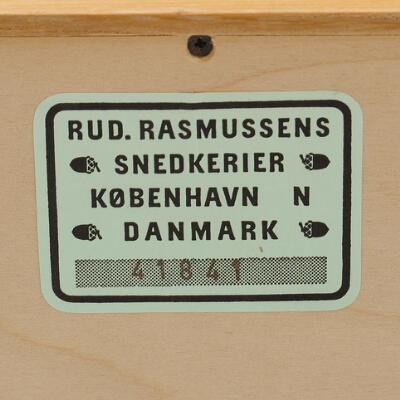 RUD. RASMUSSENS
SNEDKERIER
KØBENHAVN N
DANMARK
41841